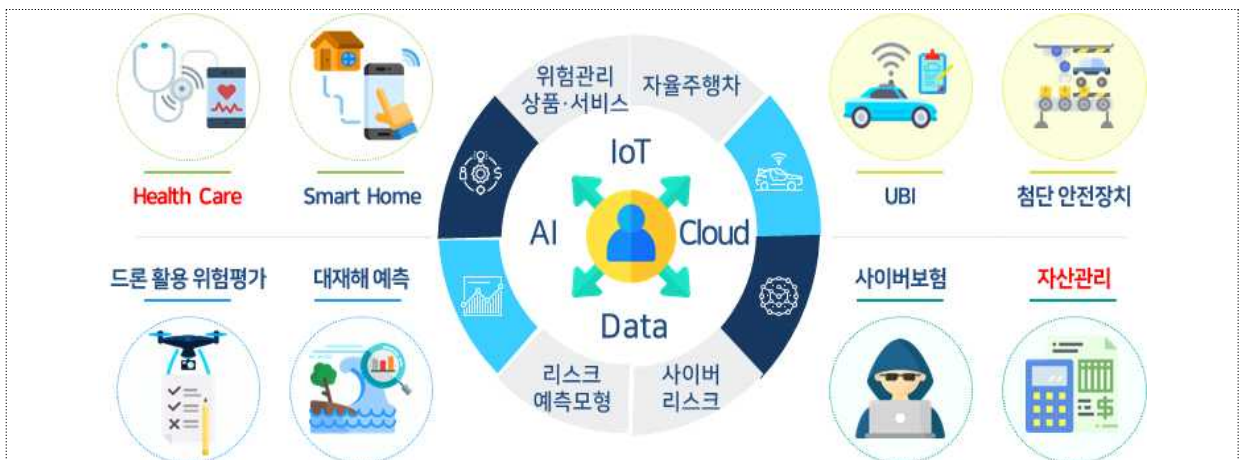 위험관리
상품·서비스
자율주행차
IoT
AI
Cloud
Data
리스크
예측모형
사이버
리스크
Health Care
Smart Home
UBI
첨단 안전장치
드론 활용 위험평가
대재해 예측
사이버보험
자산관리